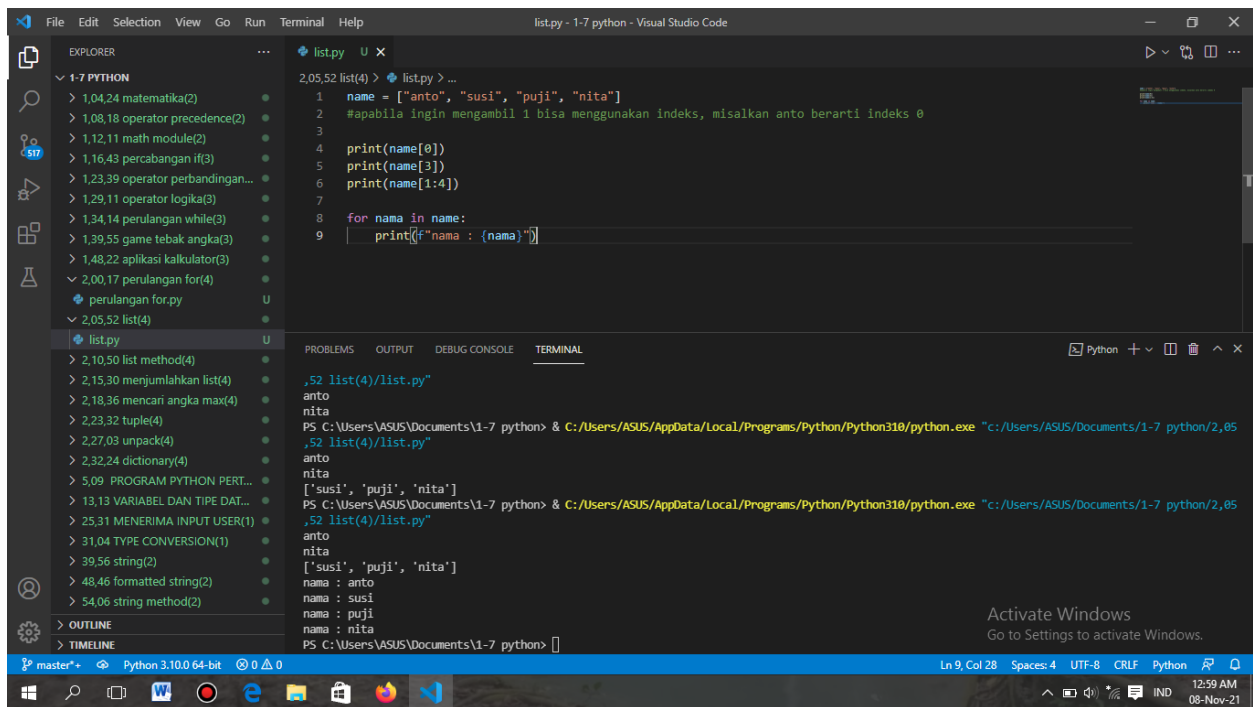 File Edit Selection View Go Run Terminal Help
list.py - 1-7 python - Visual Studio Code
EXPLORER
1-7 PYTHON
1,04,24 matematika(2)
1,08,18 operator precedence(2)
1,12,11 math module(2)
1,16,43 percabangan if(3)
1,23,39 operator perbandingan...
1,29,11 operator logika(3)
1,34,14 perulangan while(3)
1,39,55 game tebak angka(3)
1,48,22 aplikasi kalkulator(3)
2,00,17 perulangan for(4)
perulangan for.py U
2,05,52 list(4)
list.py U
2,10,50 list method(4)
2,15,30 menjumlahkan list(4)
2,18,36 mencari angka max(4)
2,23,32 tuple(4)
2,27,03 unpack(4)
2,32,24 dictionary(4)
5,09 PROGRAM PYTHON PERT...
13,13 VARIABEL DAN TIPE DAT...
25,31 MENERIMA INPUT USER(1)
31,04 TYPE CONVERSION(1)
39,56 string(2)
48,46 formatted string(2)
54,06 string method(2)
OUTLINE
TIMELINE
517
list.py U
2,05,52 list(4) > list.py > ...
1 name = ["anto", "susi", "puji", "nita"]
2 #apabila ingin mengambil 1 bisa menggunakan indeks, misalkan anto berarti indeks 0
3
4 print(name[0])
5 print(name[3])
6 print(name[1:4])
7
8 for nama in name:
9 print(f"nama : {nama}")
PROBLEMS OUTPUT DEBUG CONSOLE TERMINAL
Python
,52 list(4)/list.py"
anto
nita
PS C:\Users\ASUS\Documents\1-7 python> & C:/Users/ASUS/AppData/Local/Programs/Python/Python310/python.exe "c:/Users/ASUS/Documents/1-7 python/2,05
,52 list(4)/list.py"
anto
nita
['susi', 'puji', 'nita']
PS C:\Users\ASUS\Documents\1-7 python> & C:/Users/ASUS/AppData/Local/Programs/Python/Python310/python.exe "c:/Users/ASUS/Documents/1-7 python/2,05
,52 list(4)/list.py"
anto
nita
['susi', 'puji', 'nita']
nama : anto
nama : susi
nama : puji
nama : nita
PS C:\Users\ASUS\Documents\1-7 python>
Activate Windows
Go to Settings to activate Windows.
master*+ Python 3.10.0 64-bit 0 0
Ln 9, Col 28 Spaces: 4 UTF-8 CRLF Python
IND
12:59 AM
08-Nov-21